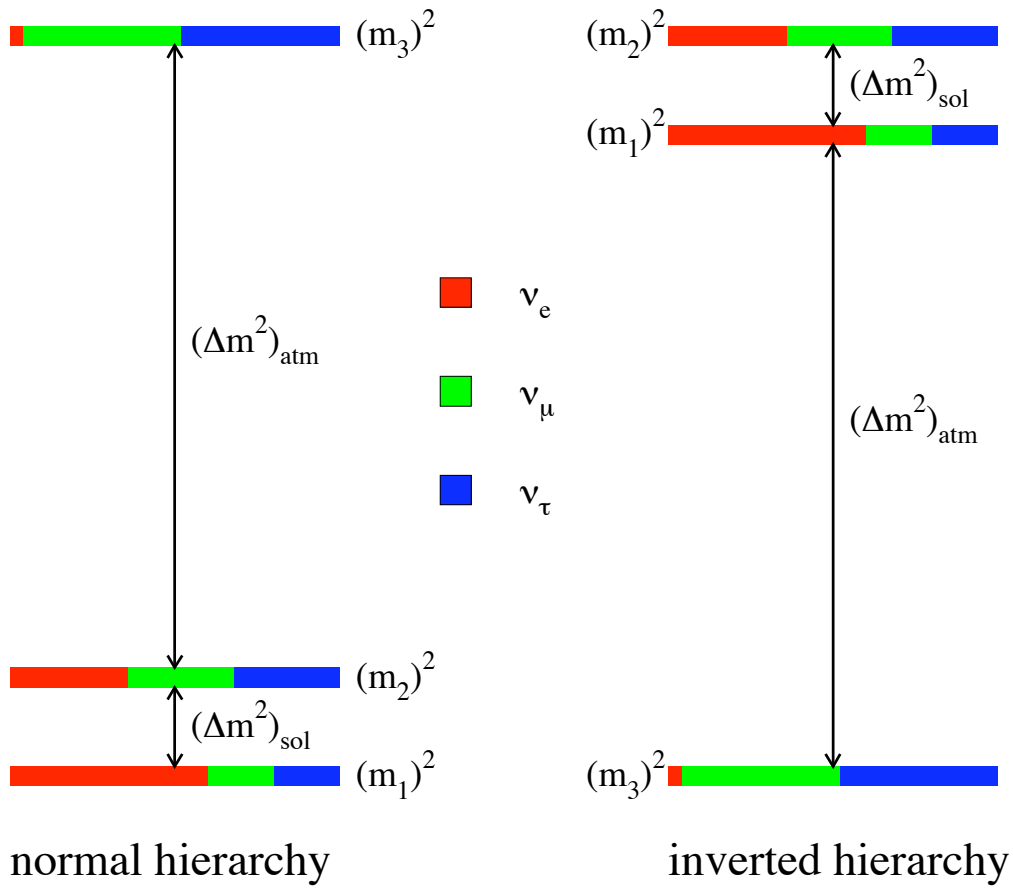 (m₃)²
(Δm²)atm
(m₂)²
(Δm²)sol
(m₁)²
normal hierarchy
νe
νμ
ντ
(m₂)²
(Δm²)sol
(m₁)²
(Δm²)atm
(m₃)²
inverted hierarchy